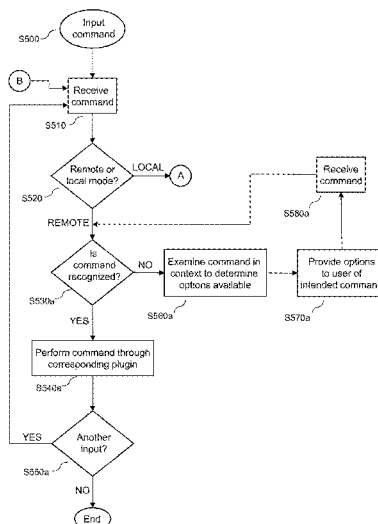 Input
command
S500
B
Receive
command
S510
Remote or
local mode?
LOCAL
A
S520
REMOTE
Receive
command
S580a
Is
command
recognized?
NO
S530a
Examine command in
context to determine
options available
S560a
Provide options
to user of
intended comman
S570a
YES
Perform command through
corresponding plugin
S540a
YES
Another
input?
S550a
NO
End